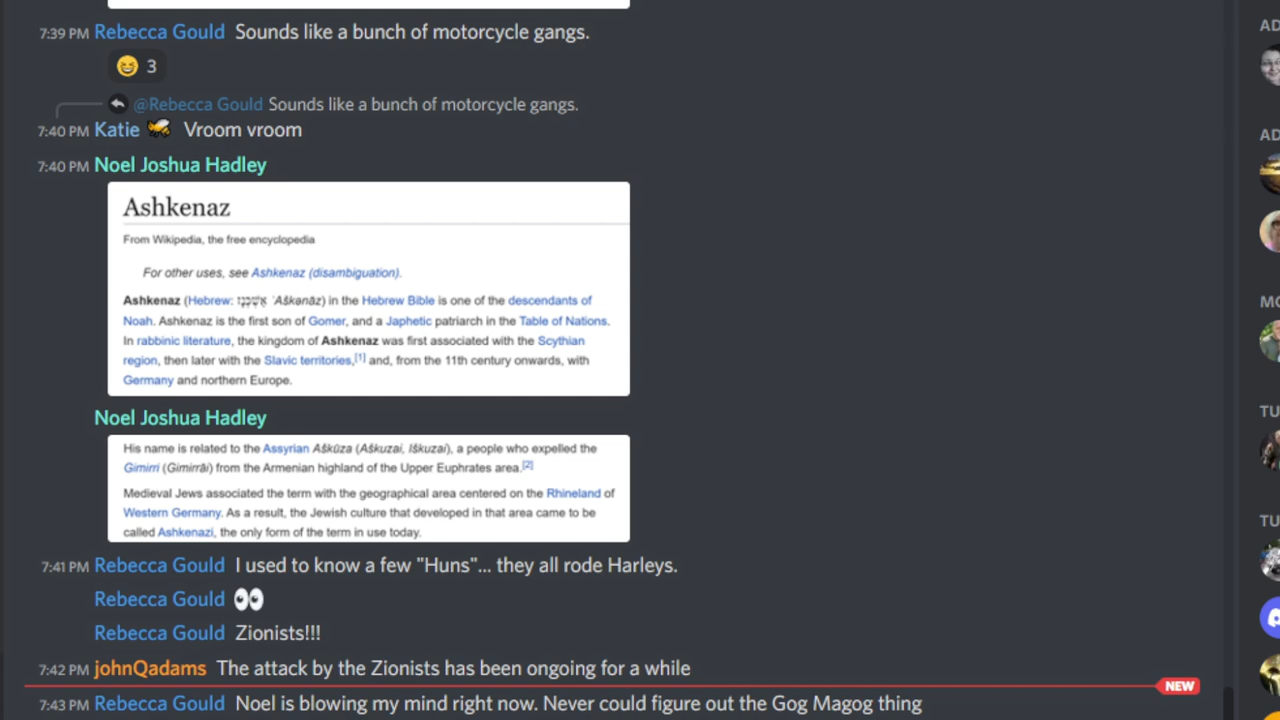 7:39 PM Rebecca Gould Sounds like a bunch of motorcycle gangs.
3
@Rebecca Gould Sounds like a bunch of motorcycle gangs.
7:40 PM Katie Vroom vroom
7:40 PM Noel Joshua Hadley
Ashkenaz
From Wikipedia, the free encyclopedia
For other uses, see Ashkenaz (disambiguation).
Ashkenaz (Hebrew: אַשְׁכְּנָז ʾAškənāz) in the Hebrew Bible is one of the descendants of
Noah. Ashkenaz is the first son of Gomer, and a Japhetic patriarch in the Table of Nations.
In rabbinic literature, the kingdom of Ashkenaz was first associated with the Scythian
region, then later with the Slavic territories,[1] and, from the 11th century onwards, with
Germany and northern Europe.
Noel Joshua Hadley
His name is related to the Assyrian Aškūza (Aškuzai, Iškuzai), a people who expelled the
Gimirri (Gimirrāi) from the Armenian highland of the Upper Euphrates area.[2]
Medieval Jews associated the term with the geographical area centered on the Rhineland of
Western Germany. As a result, the Jewish culture that developed in that area came to be
called Ashkenazi, the only form of the term in use today.
7:41 PM Rebecca Gould I used to know a few "Huns"... they all rode Harleys.
Rebecca Gould
Rebecca Gould Zionists!!!
7:42 PM johnQadams The attack by the Zionists has been ongoing for a while
NEW
7:43 PM Rebecca Gould Noel is blowing my mind right now. Never could figure out the Gog Magog thing
AD
AD
MO
TU
TU